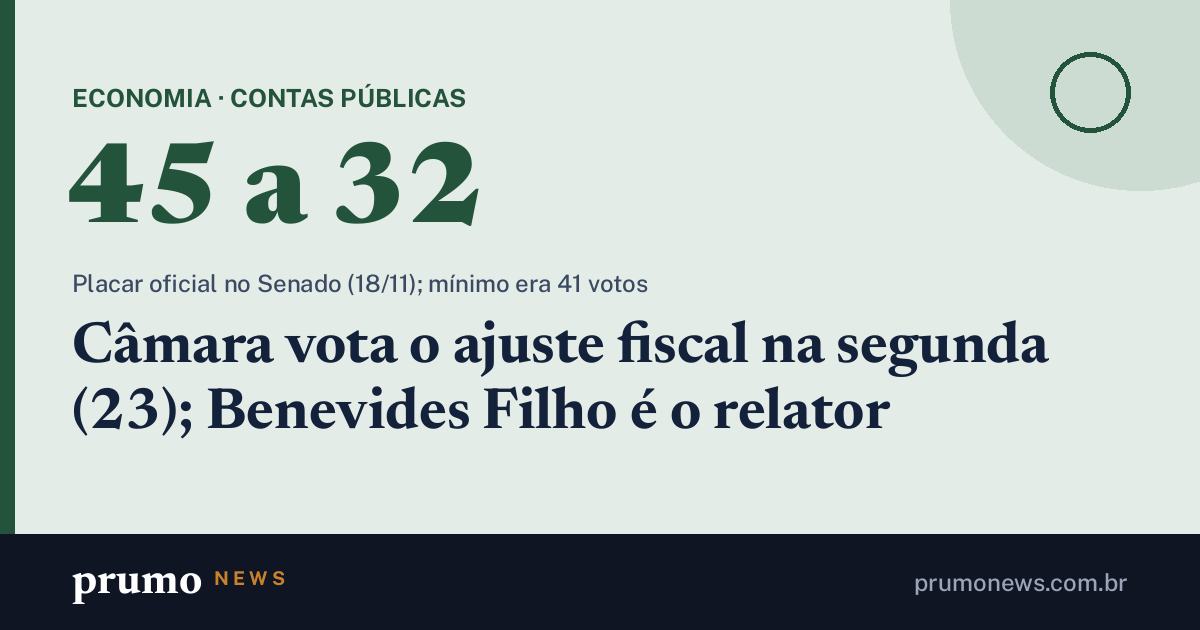 ECONOMIA · CONTAS PÚBLICAS
45 a 32
Placar oficial no Senado (18/11); mínimo era 41 votos
Câmara vota o ajuste fiscal na segunda
(23); Benevides Filho é o relator
prumo NEWS
prumonews.com.br